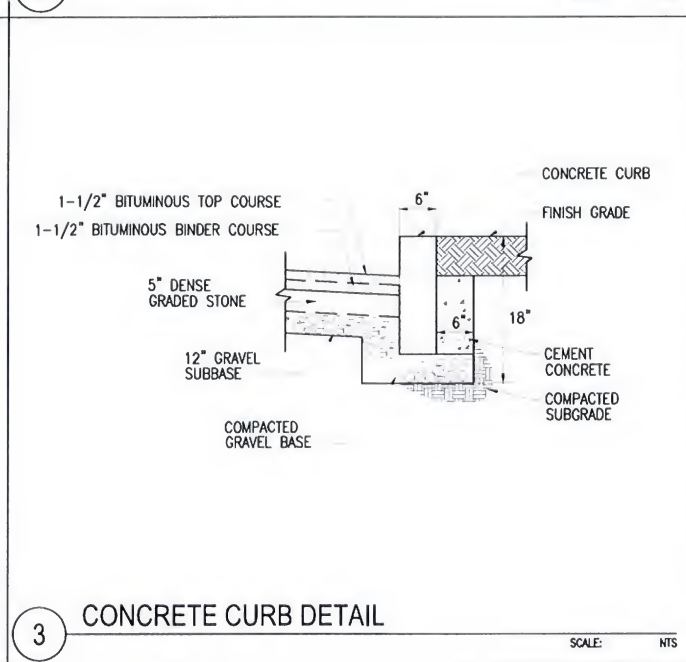 1-1/2" BITUMINOUS TOP COURSE
1-1/2" BITUMINOUS BINDER COURSE
5" DENSE
GRADED STONE
12" GRAVEL
SUBBASE
COMPACTED
GRAVEL BASE
6"
CONCRETE CURB
FINISH GRADE
6"
18"
CEMENT
CONCRETE
COMPACTED
SUBGRADE
3
CONCRETE CURB DETAIL
SCALE: NTS